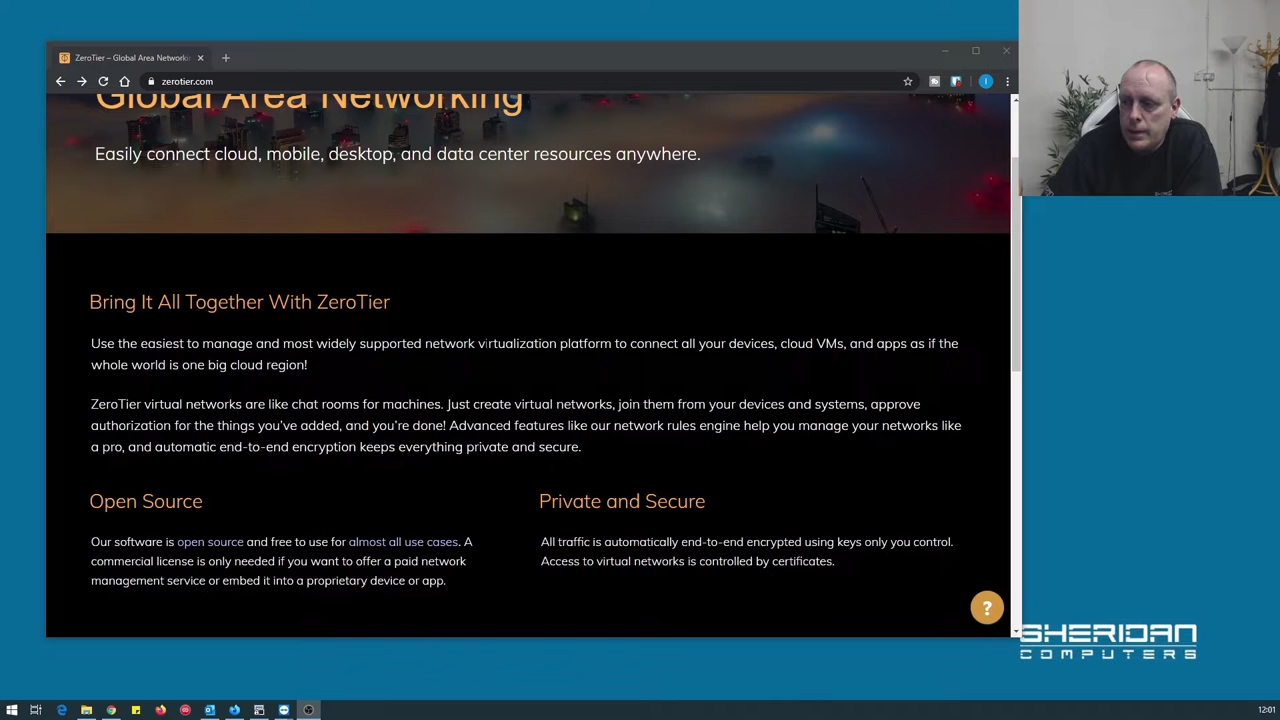 ZeroTier – Global Area Networki
zerotier.com
Global Area Networking
Easily connect cloud, mobile, desktop, and data center resources anywhere.
Bring It All Together With ZeroTier
Use the easiest to manage and most widely supported network virtualization platform to connect all your devices, cloud VMs, and apps as if the
whole world is one big cloud region!
ZeroTier virtual networks are like chat rooms for machines. Just create virtual networks, join them from your devices and systems, approve
authorization for the things you've added, and you're done! Advanced features like our network rules engine help you manage your networks like
a pro, and automatic end-to-end encryption keeps everything private and secure.
Open Source
Our software is open source and free to use for almost all use cases. A
commercial license is only needed if you want to offer a paid network
management service or embed it into a proprietary device or app.
Private and Secure
All traffic is automatically end-to-end encrypted using keys only you control.
Access to virtual networks is controlled by certificates.
?
I
SHERIDAN
COMPUTERS
12:01